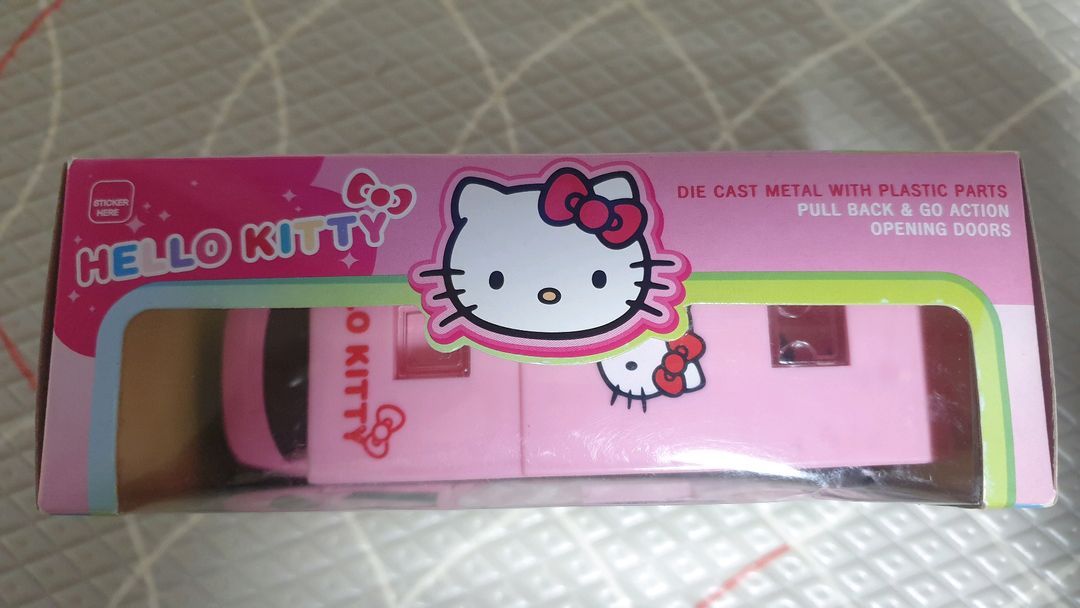 STICKER
HERE
HELLO KITTY
DIE CAST METAL WITH PLASTIC PARTS
PULL BACK & GO ACTION
OPENING DOORS
LO KITTY